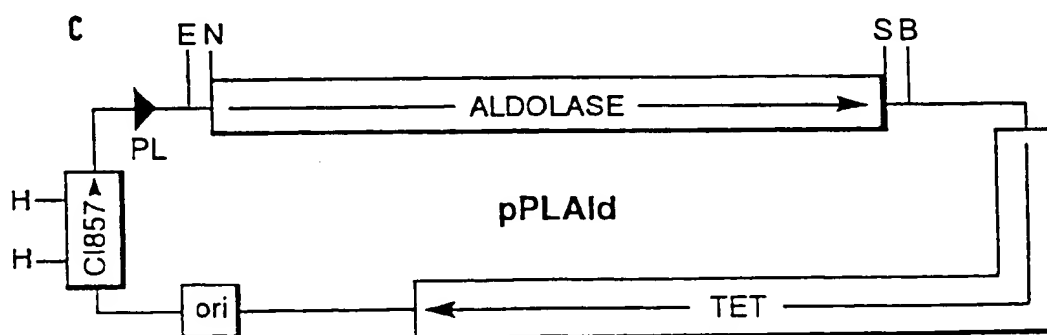 C
E N
S B
ALDOLASE
PL
H
CI857
pPLAld
H
ori
TET